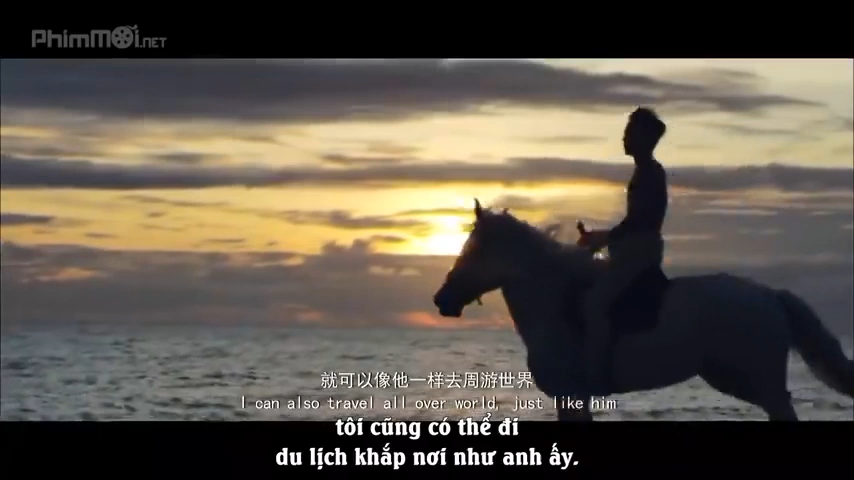 PhimMoi.NET
就可以像他一样去周游世界
I can also travel all over world, just like him
tôi cũng có thể đi
du lịch khắp nơi như anh ấy.